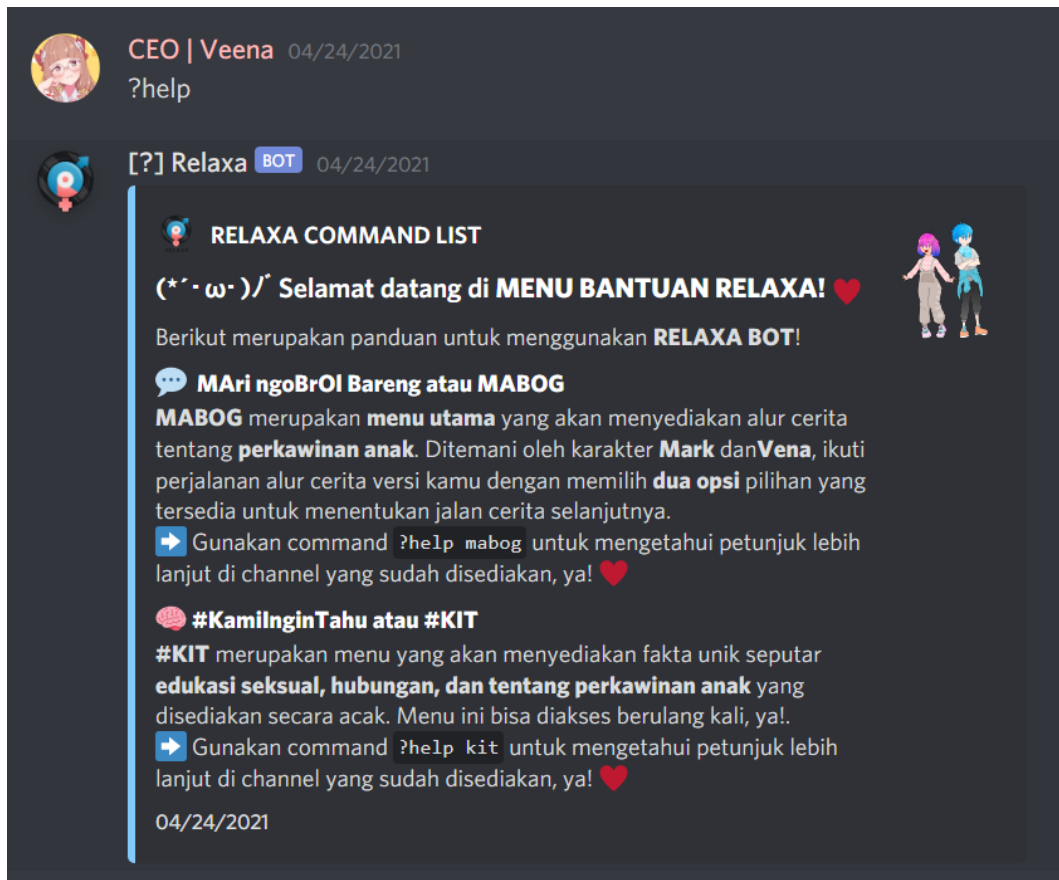 CEO | Veena 04/24/2021
?help
[?] Relaxa BOT 04/24/2021
RELAXA COMMAND LIST
(*´･ω･)ﾉﾞ Selamat datang di MENU BANTUAN RELAXA! ❤
Berikut merupakan panduan untuk menggunakan RELAXA BOT!
💬 MAri ngoBrOl Bareng atau MABOG
MABOG merupakan menu utama yang akan menyediakan alur cerita
tentang perkawinan anak. Ditemani oleh karakter Mark danVena, ikuti
perjalanan alur cerita versi kamu dengan memilih dua opsi pilihan yang
tersedia untuk menentukan jalan cerita selanjutnya.
➡ Gunakan command ?help mabog untuk mengetahui petunjuk lebih
lanjut di channel yang sudah disediakan, ya! ❤
🧠 #KamiInginTahu atau #KIT
#KIT merupakan menu yang akan menyediakan fakta unik seputar
edukasi seksual, hubungan, dan tentang perkawinan anak yang
disediakan secara acak. Menu ini bisa diakses berulang kali, ya!.
➡ Gunakan command ?help kit untuk mengetahui petunjuk lebih
lanjut di channel yang sudah disediakan, ya! ❤
04/24/2021